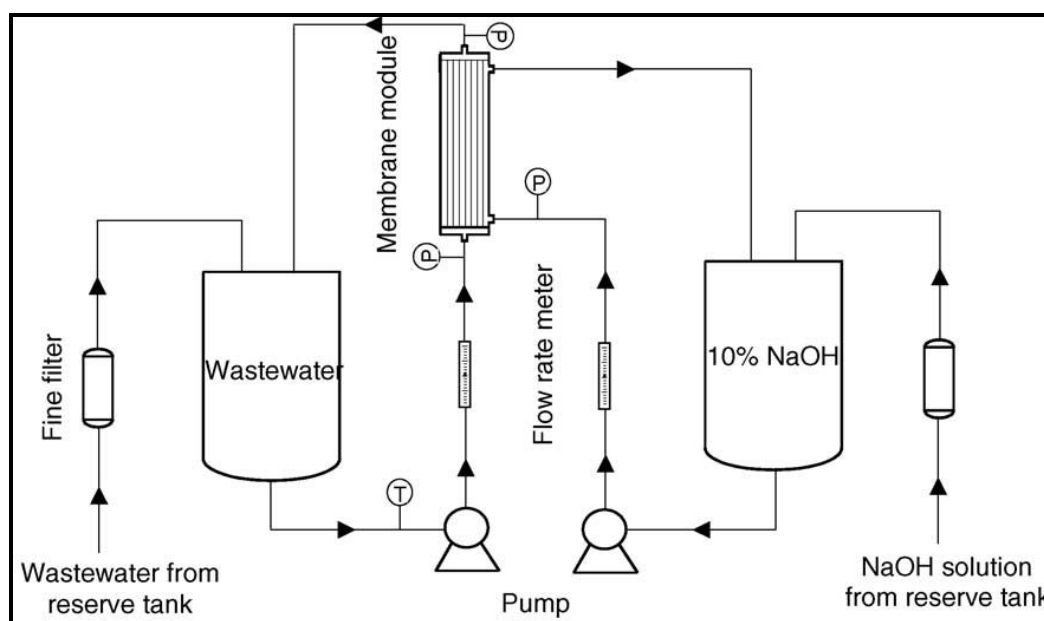 P
Membrane module
P
P
Fine filter
Wastewater
Flow rate meter
10% NaOH
T
Wastewater from
reserve tank
Pump
NaOH solution
from reserve tank